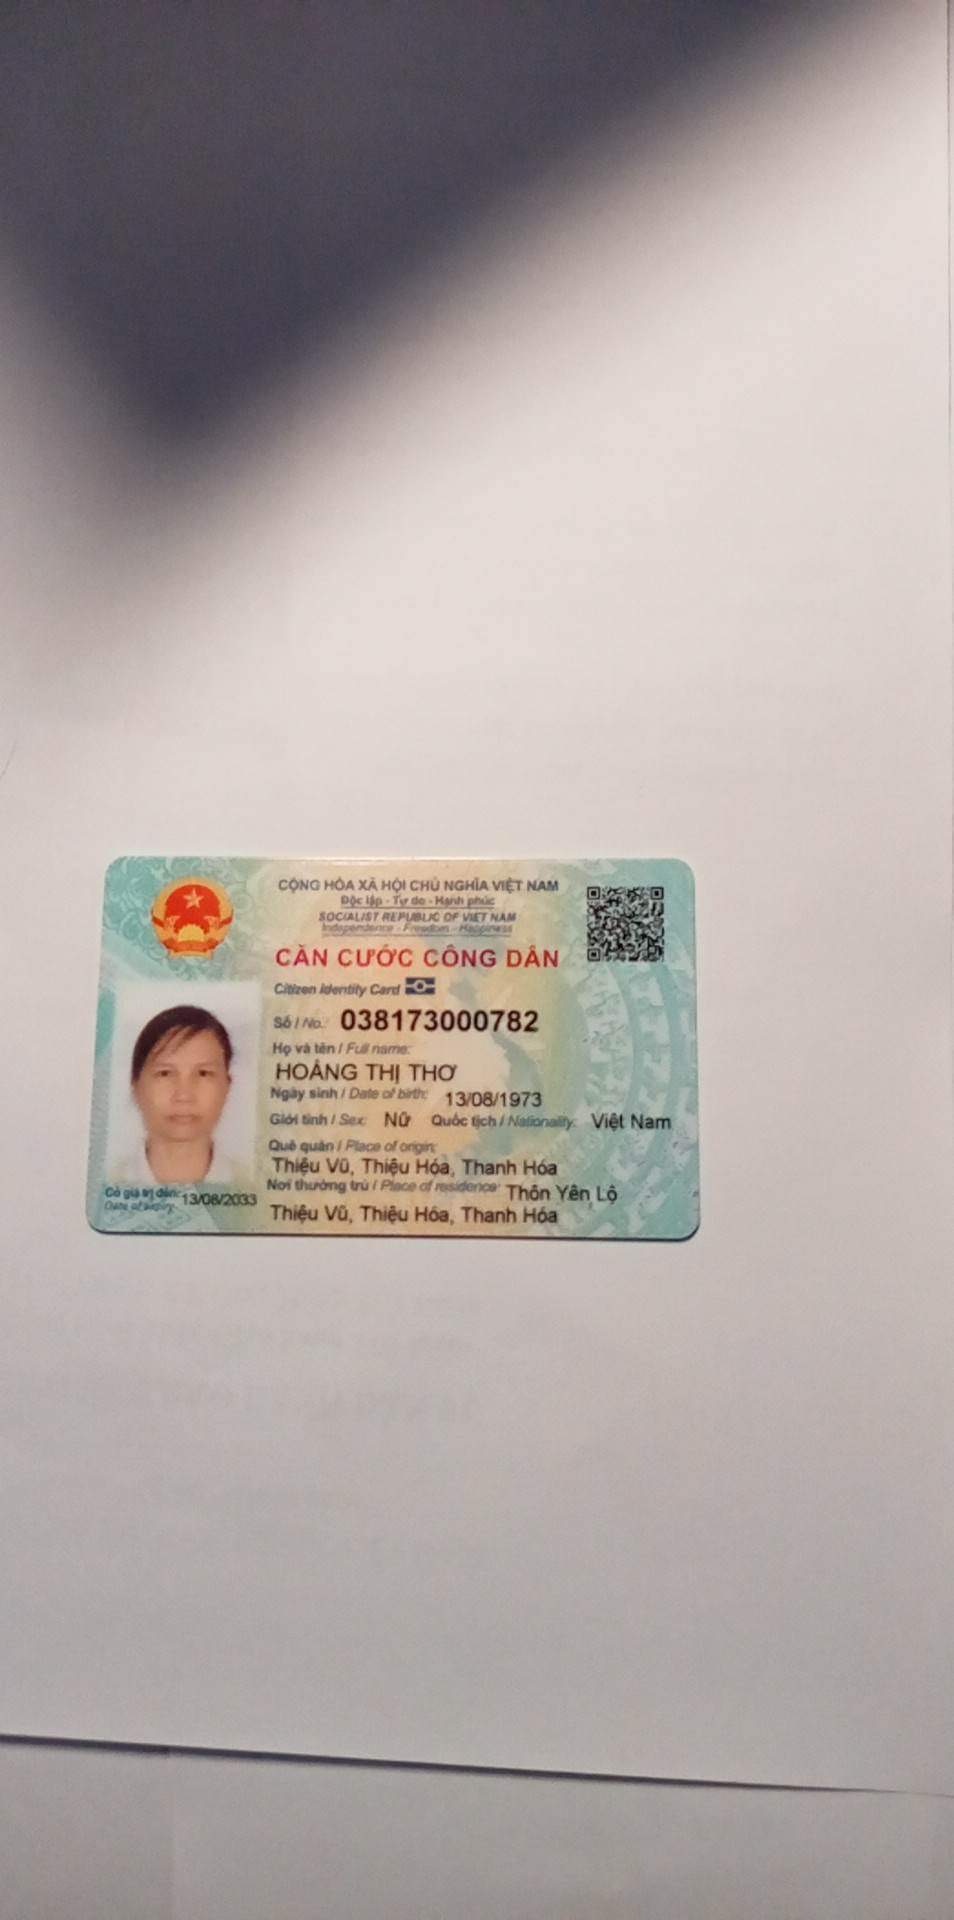 CỘNG HÒA XÃ HỘI CHỦ NGHĨA VIỆT NAM
Độc lập - Tự do - Hạnh phúc
SOCIALIST REPUBLIC OF VIET NAM
Independence - Freedom - Happiness
CĂN CƯỚC CÔNG DÂN
Citizen Identity Card
Số / No.: 038173000782
Họ và tên / Full name:
HOÀNG THỊ THƠ
Ngày sinh / Date of birth: 13/08/1973
Giới tính / Sex: Nữ Quốc tịch / Nationality: Việt Nam
Quê quán / Place of origin:
Thiệu Vũ, Thiệu Hóa, Thanh Hóa
Nơi thường trú / Place of residence: Thôn Yên Lộ
Thiệu Vũ, Thiệu Hóa, Thanh Hóa
Có giá trị đến: 13/08/2033
Date of expiry